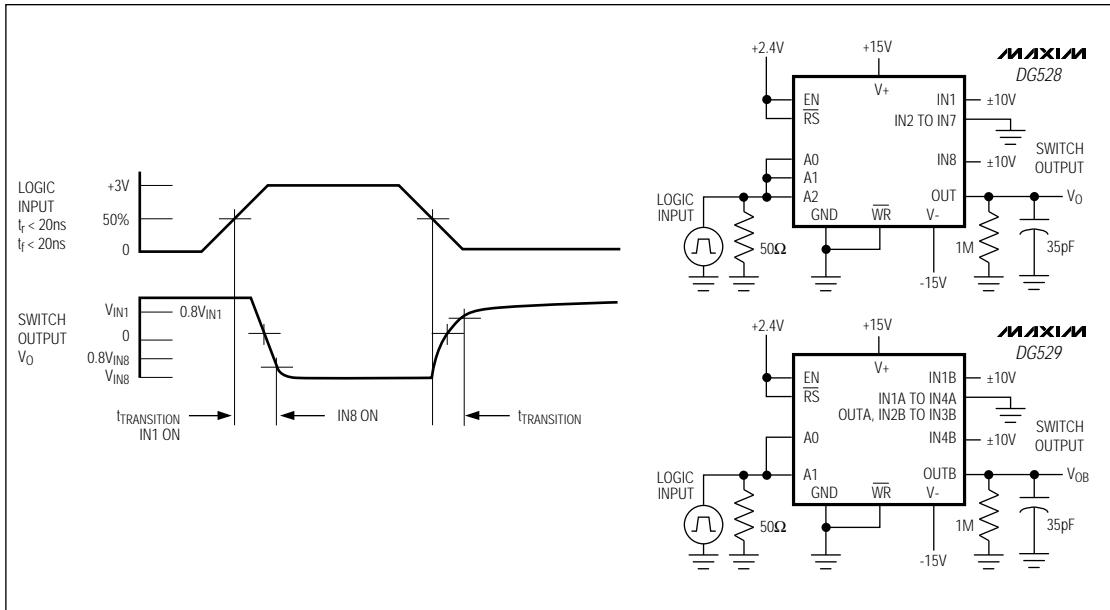 LOGIC
INPUT
tr < 20ns
tf < 20ns
+3V
50%
0
SWITCH
OUTPUT
VO
VIN1
0.8VIN1
0
0.8VIN8
VIN8
tTRANSITION
IN1 ON
IN8 ON
tTRANSITION
+2.4V
+15V
MAXIM
DG528
V+
EN
RS
IN1
±10V
IN2 TO IN7
A0
A1
A2
IN8
±10V
SWITCH
OUTPUT
OUT
VO
LOGIC
INPUT
GND
WR
V-
50Ω
1M
35pF
-15V
+2.4V
+15V
MAXIM
DG529
V+
EN
RS
IN1B
±10V
IN1A TO IN4A
OUTA, IN2B TO IN3B
A0
A1
IN4B
±10V
SWITCH
OUTPUT
OUTB
VOB
LOGIC
INPUT
GND
WR
V-
50Ω
1M
35pF
-15V